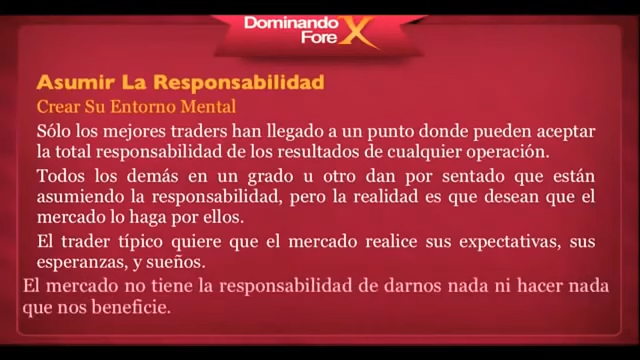 Dominando
ForeX
Asumir La Responsabilidad
Crear Su Entorno Mental
Sólo los mejores traders han llegado a un punto donde pueden aceptar
la total responsabilidad de los resultados de cualquier operación.
Todos los demás en un grado u otro dan por sentado que están
asumiendo la responsabilidad, pero la realidad es que desean que el
mercado lo haga por ellos.
El trader típico quiere que el mercado realice sus expectativas, sus
esperanzas, y sueños.
El mercado no tiene la responsabilidad de darnos nada ni hacer nada
que nos beneficie.